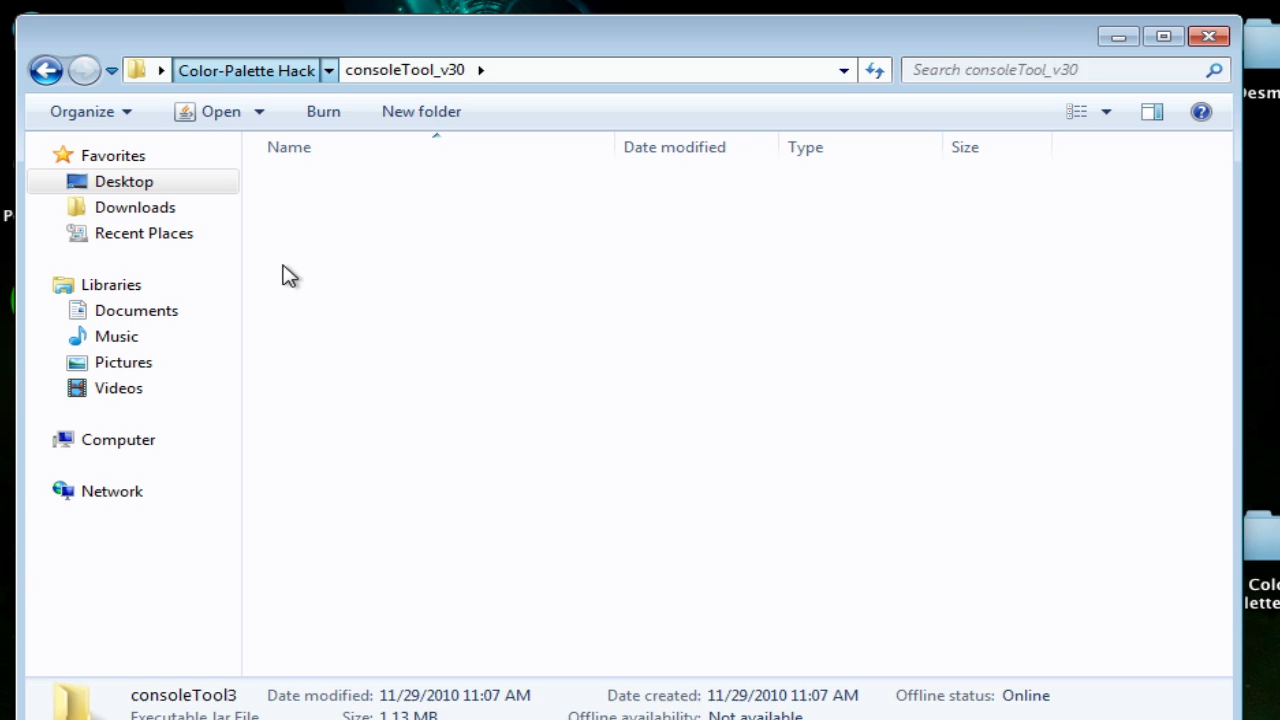 Color-Palette Hack
consoleTool_v30
Search consoleTool_v30
Organize
Open
Burn
New folder
Name
Date modified
Type
Size
Favorites
Desktop
Downloads
Recent Places
Libraries
Documents
Music
Pictures
Videos
Computer
Network
consoleTool3
Date modified: 11/29/2010 11:07 AM
Date created: 11/29/2010 11:07 AM
Offline status: Online
Executable Jar File
Size: 1.13 MB
Offline availability: Not available